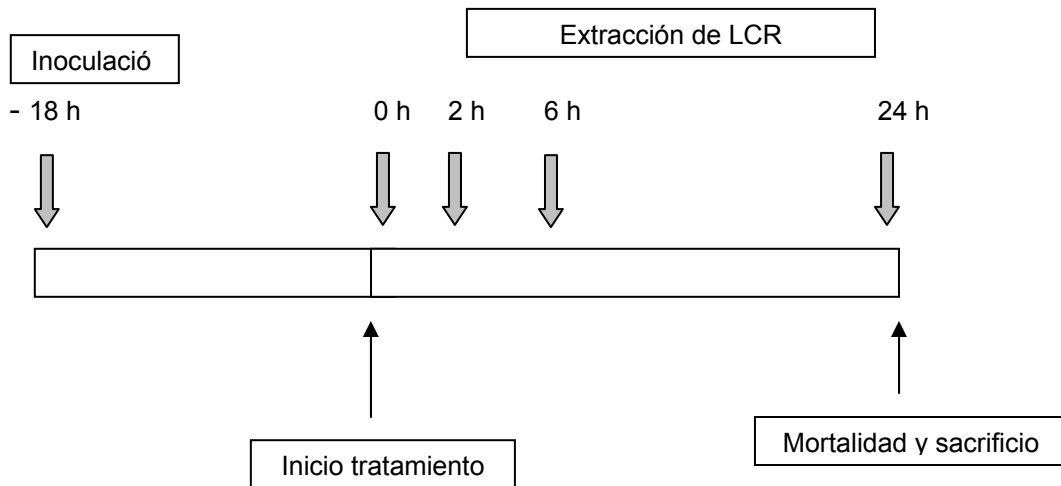 Extracción de LCR
Inoculació
- 18 h 0 h 2 h 6 h 24 h
Inicio tratamiento
Mortalidad y sacrificio